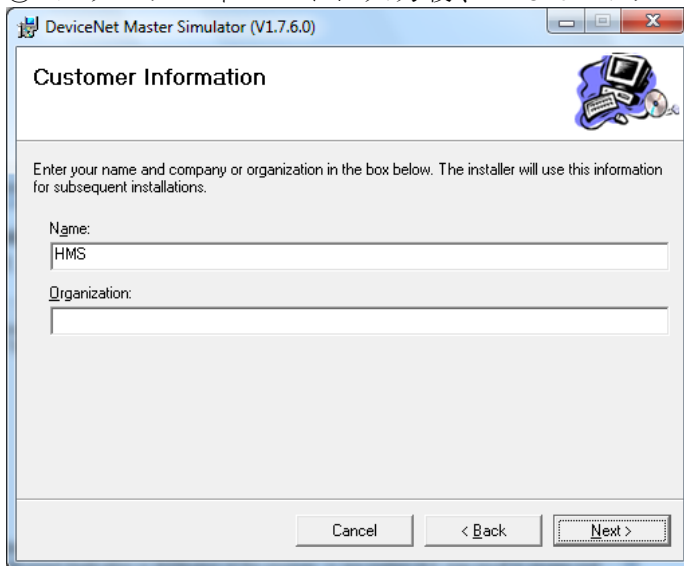 DeviceNet Master Simulator (V1.7.6.0)
Customer Information
Enter your name and company or organization in the box below. The installer will use this information
for subsequent installations.
Name:
HMS
Organization:
Cancel
< Back
Next >